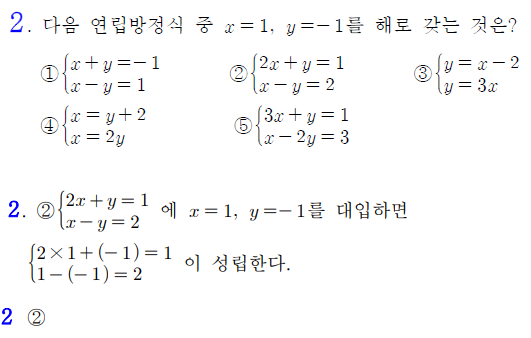 2. 다음 연립방정식 중 x=1, y=-1를 해로 갖는 것은?
① {x+y=-1 ② {2x+y=1 ③ {y=x-2
x-y=1 x-y=2 y=3x
④ {x=y+2 ⑤ {3x+y=1
x=2y x-2y=3
2. ② {2x+y=1 에 x=1, y=-1를 대입하면
x-y=2
{2×1+(-1)=1 이 성립한다.
1-(-1)=2
2 ②